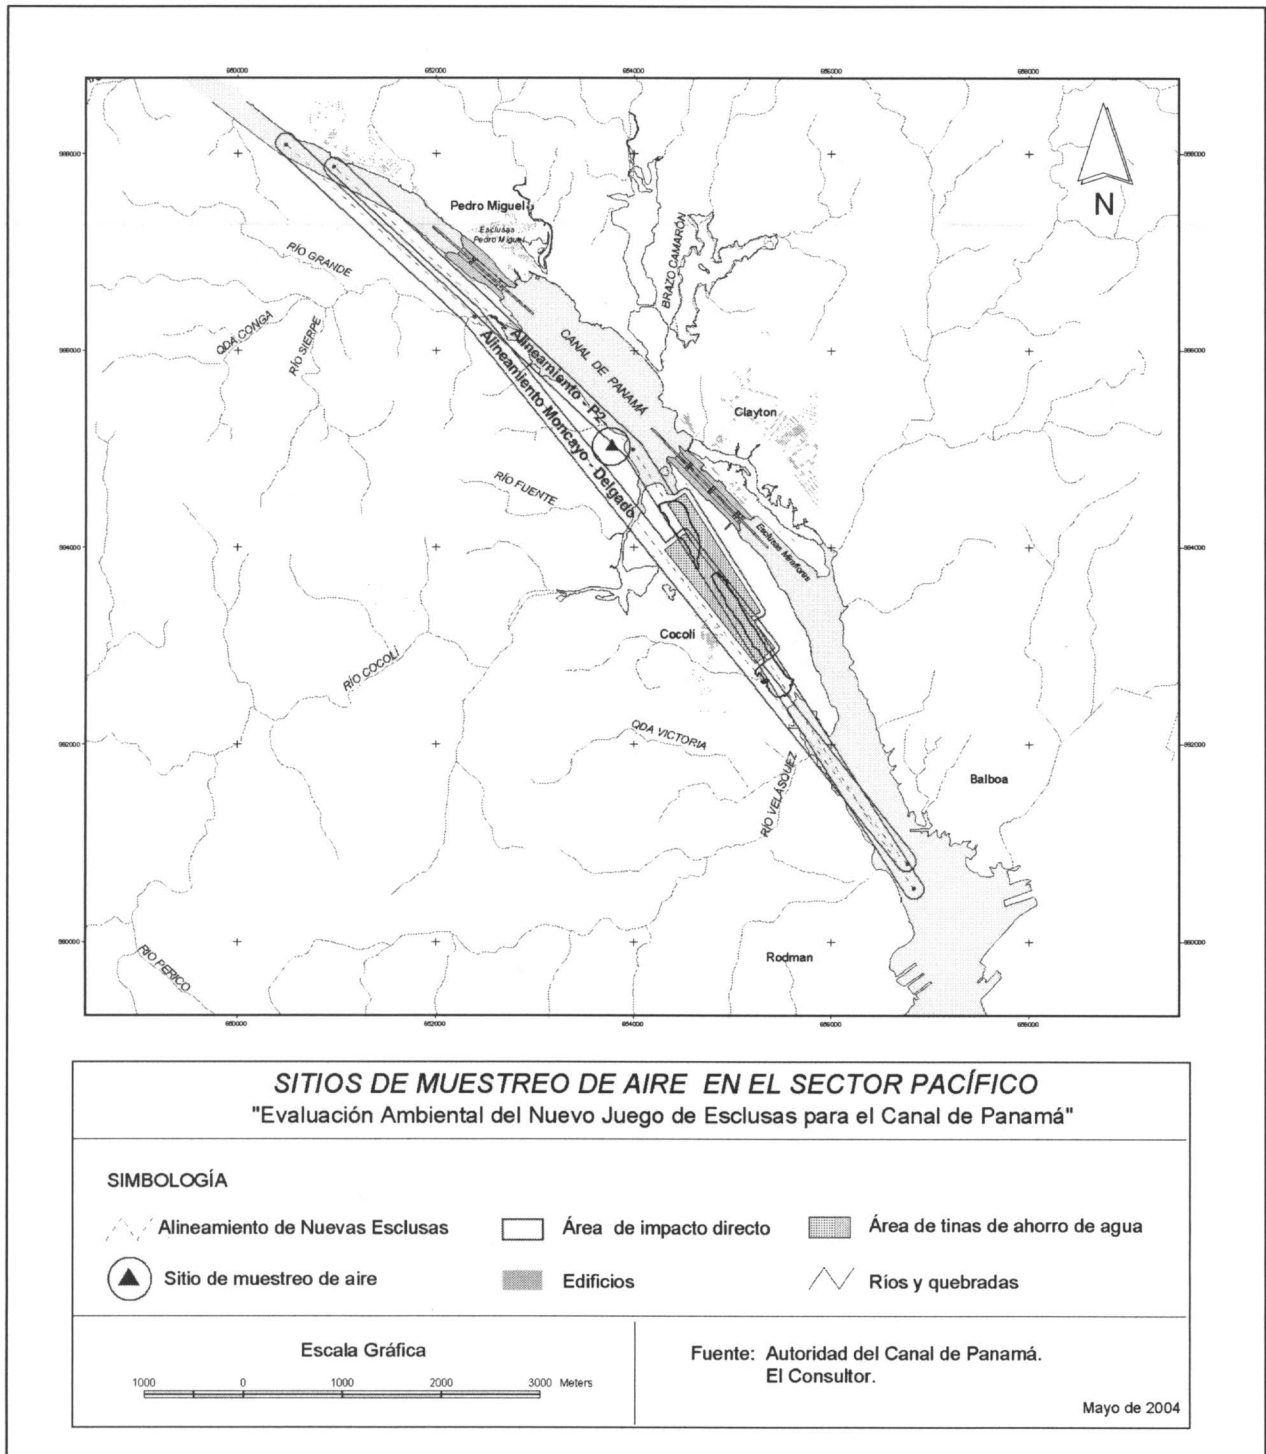 Pedro Miguel
Esclusas
Pedro Miguel
N
RÍO GRANDE
BRAZO CAMARÓN
QDA CONGA
RÍO SIERPE
CANAL DE PANAMÁ
Alineamiento - P2
Alineamiento Moncayo - Delgado
Clayton
RÍO FUENTE
Esclusas Miraflores
Cocolí
RÍO COCOLÍ
QDA VICTORIA
RÍO VELÁSQUEZ
Balboa
RÍO PERICO
Rodman
SITIOS DE MUESTREO DE AIRE EN EL SECTOR PACÍFICO
"Evaluación Ambiental del Nuevo Juego de Esclusas para el Canal de Panamá"
SIMBOLOGÍA
Alineamiento de Nuevas Esclusas
Área de impacto directo
Área de tinas de ahorro de agua
Sitio de muestreo de aire
Edificios
Ríos y quebradas
Escala Gráfica
1000 0 1000 2000 3000 Meters
Fuente: Autoridad del Canal de Panamá.
El Consultor.
Mayo de 2004